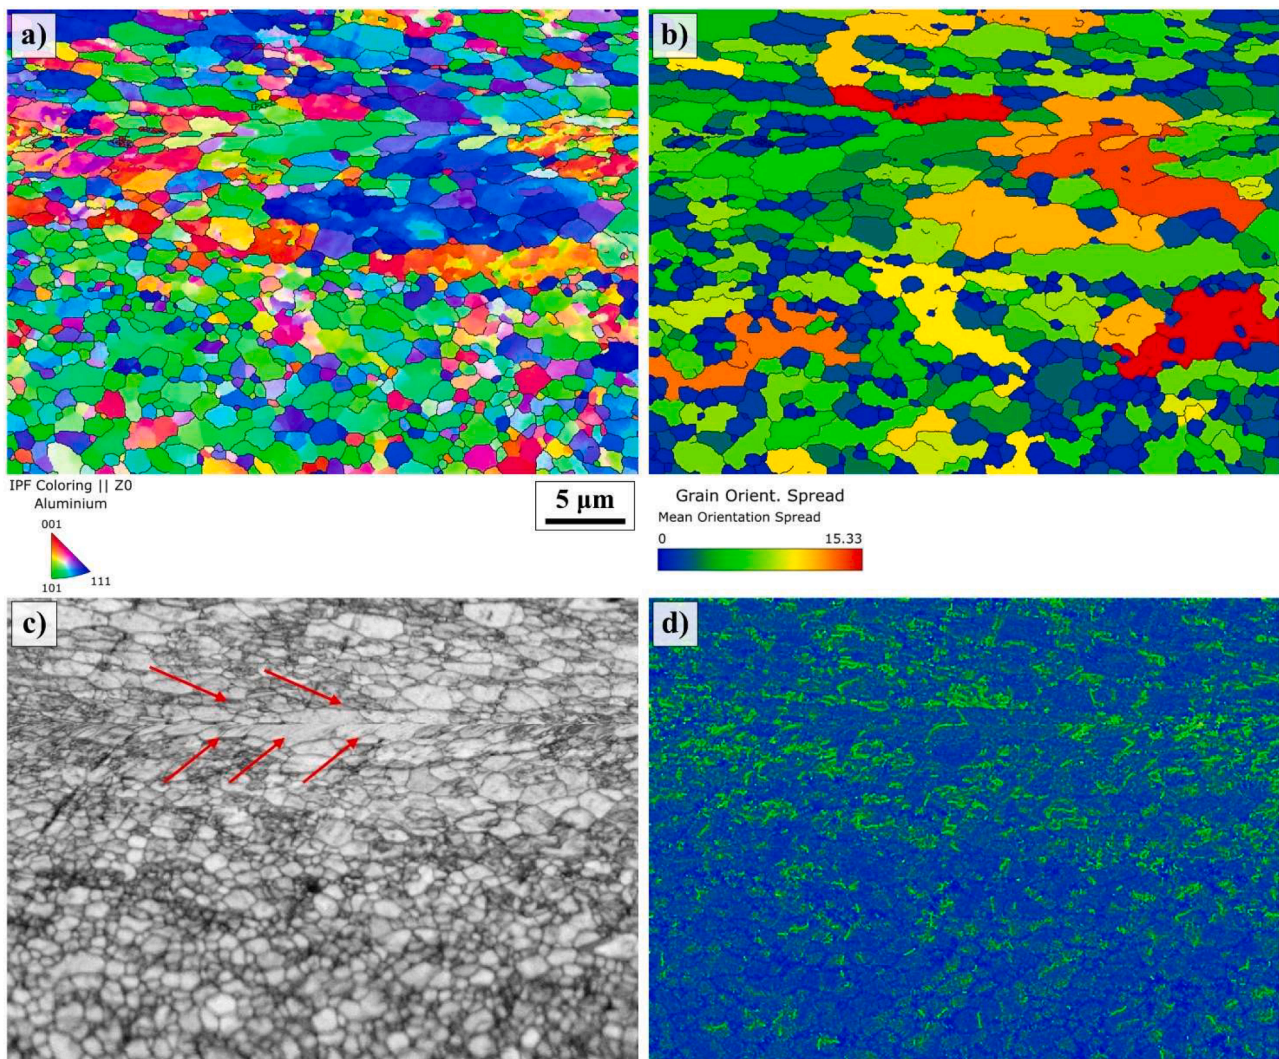 a)
b)
IPF Coloring || Z0
Aluminium
001
101
111
5 μm
Grain Orient. Spread
Mean Orientation Spread
0 15.33
c)
d)